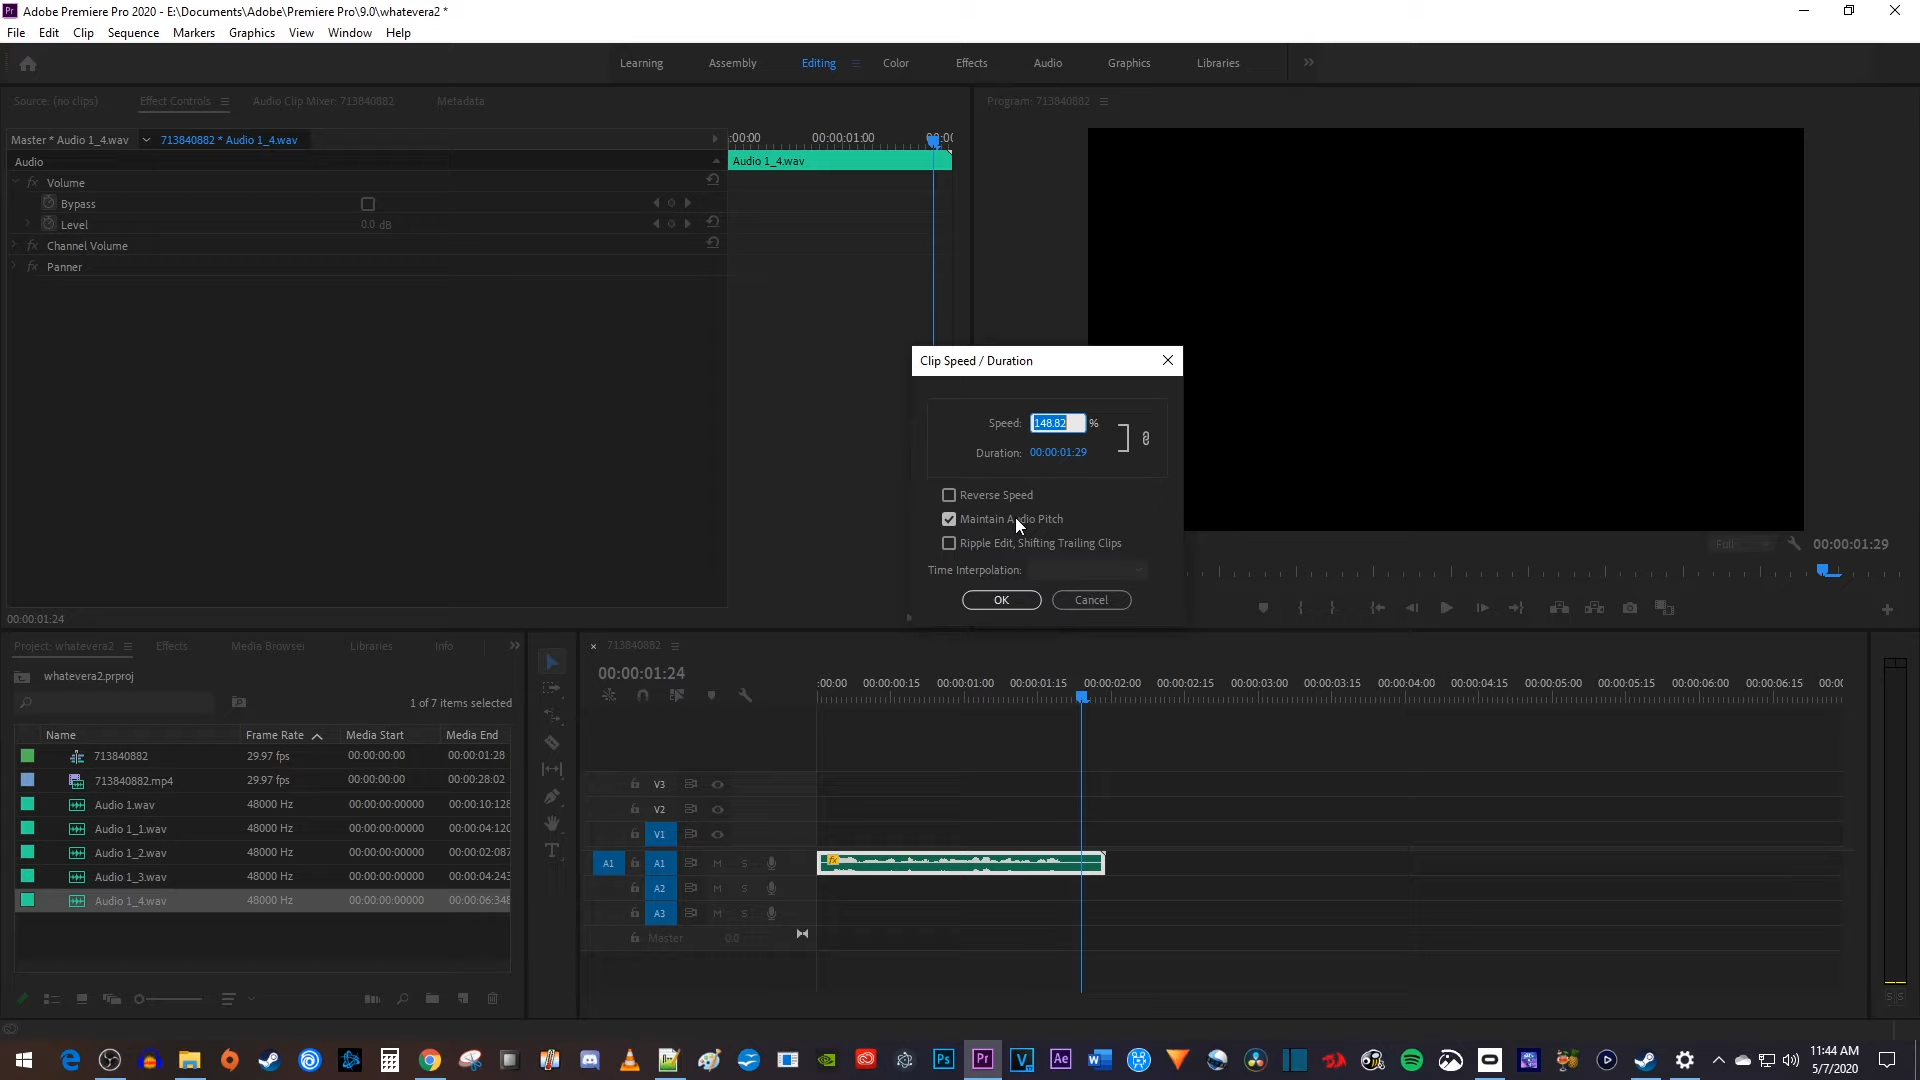 Adobe Premiere Pro 2020 - E:\Documents\Adobe\Premiere Pro\9.0\whatevera2 *
File Edit Clip Sequence Markers Graphics View Window Help
Learning Assembly Editing Color Effects Audio Graphics Libraries
Source: (no clips) Effect Controls Audio Clip Mixer: 713840882 Metadata
Program: 713840882
Master * Audio 1_4.wav 713840882 * Audio 1_4.wav
:00:00 00:00:01:00
Audio
Audio 1_4.wav
fx Volume
Bypass
Level 0.0 dB
fx Channel Volume
fx Panner
Clip Speed / Duration
Speed: 148.82 %
Duration: 00:00:01:29
Reverse Speed
Maintain Audio Pitch
Ripple Edit, Shifting Trailing Clips
Time Interpolation:
OK Cancel
Full 00:00:01:29
00:00:01:24
Project: whatevera2 Effects Media Browser Libraries Info
whatevera2.prproj
1 of 7 items selected
Name Frame Rate Media Start Media End
713840882 29.97 fps 00:00:00:00 00:00:01:28
713840882.mp4 29.97 fps 00:00:00:00 00:00:28:02
Audio 1.wav 48000 Hz 00:00:00:00000 00:00:10:128
Audio 1_1.wav 48000 Hz 00:00:00:00000 00:00:04:120
Audio 1_2.wav 48000 Hz 00:00:00:00000 00:00:02:087
Audio 1_3.wav 48000 Hz 00:00:00:00000 00:00:04:243
Audio 1_4.wav 48000 Hz 00:00:00:00000 00:00:06:348
713840882
00:00:01:24
:00:00 00:00:00:15 00:00:01:00 00:00:01:15 00:00:02:00 00:00:02:15 00:00:03:00 00:00:03:15 00:00:04:00 00:00:04:15 00:00:05:00 00:00:05:15 00:00:06:00 00:00:06:15 00:00
V3
V2
V1
A1 A1 M S fx
A2 M S
A3 M S
Master 0.0
S S
Pr Ps Pr V Ae W
11:44 AM
5/7/2020